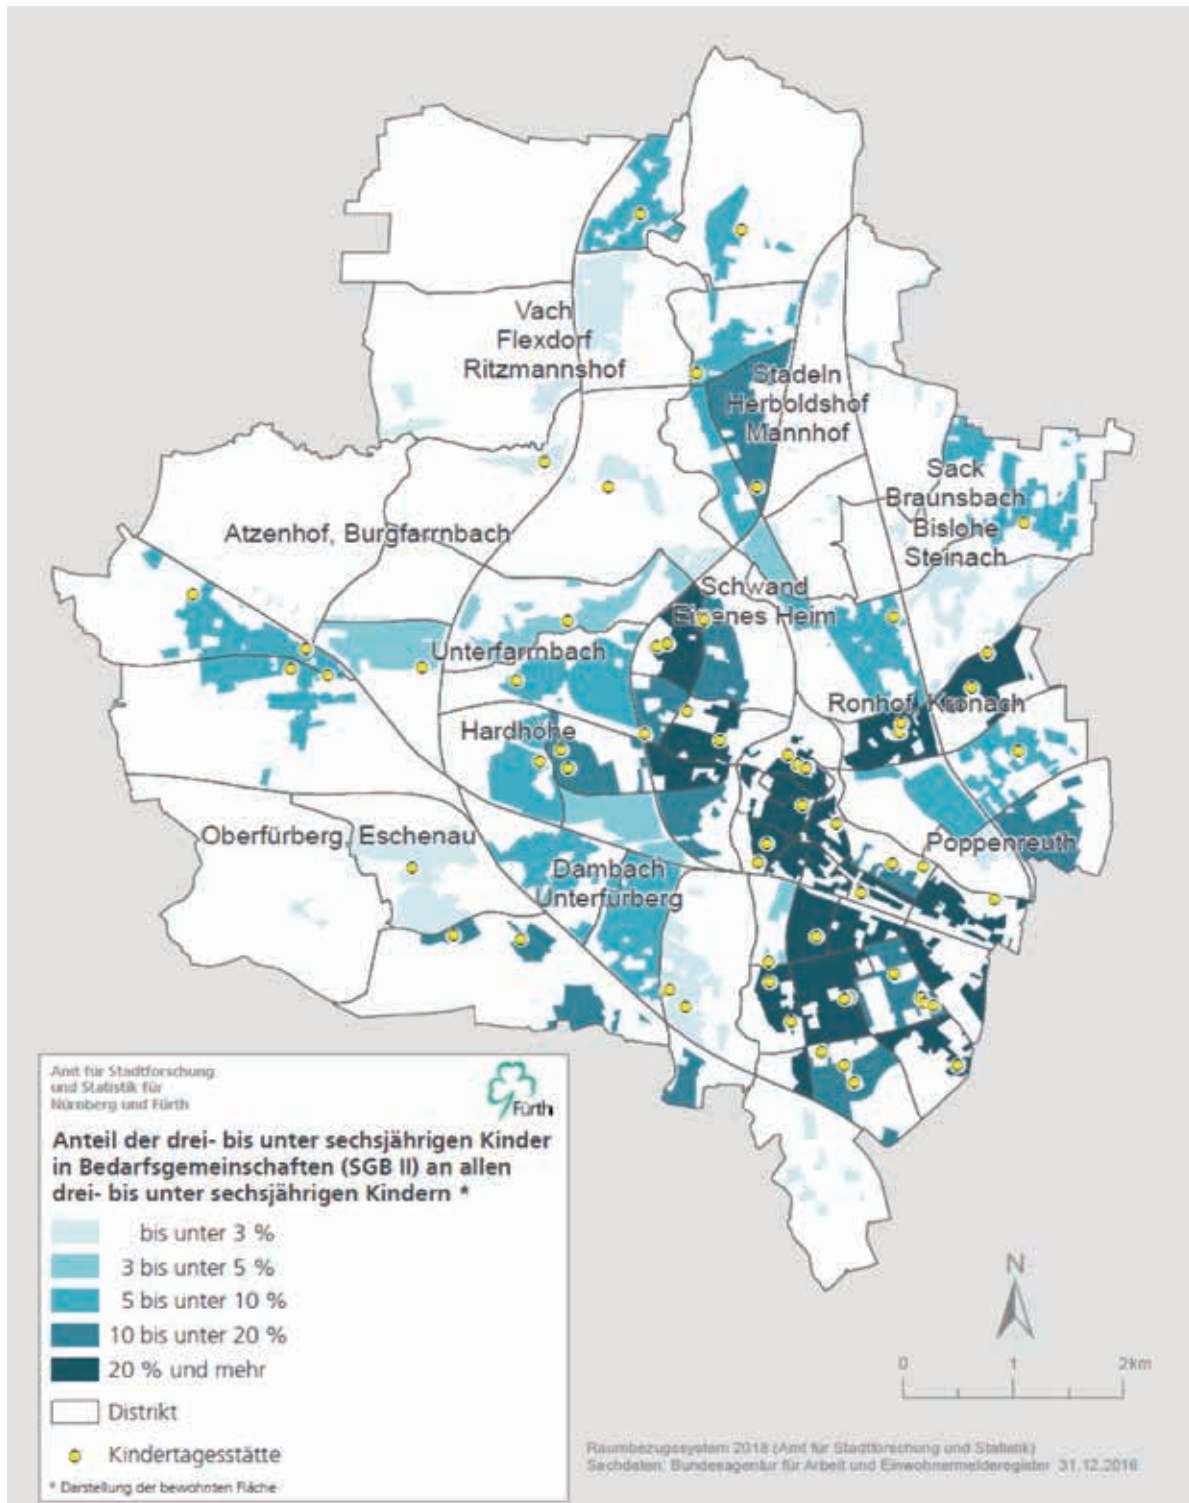 Vach
Flexdorf
Ritzmannshof
Stadeln
Herboldshof
Mannhof
Sack
Braunsbach
Bislohe
Steinach
Atzenhof, Burgfarrnbach
Schwand
Eigenes Heim
Unterfarrnbach
Ronhof, Kronach
Hardhöhe
Oberfürberg, Eschenau
Poppenreuth
Dambach
Unterfürberg
Amt für Stadtforschung
und Statistik für
Nürnberg und Fürth
Fürth
Anteil der drei- bis unter sechsjährigen Kinder
in Bedarfsgemeinschaften (SGB II) an allen
drei- bis unter sechsjährigen Kindern *
bis unter 3 %
3 bis unter 5 %
5 bis unter 10 %
10 bis unter 20 %
20 % und mehr
Distrikt
Kindertagesstätte
* Darstellung der bewohnten Fläche
N
0 1 2km
Raumbezugssystem 2018 (Amt für Stadtforschung und Statistik)
Sachdaten: Bundesagentur für Arbeit und Einwohnermelderegister 31.12.2016